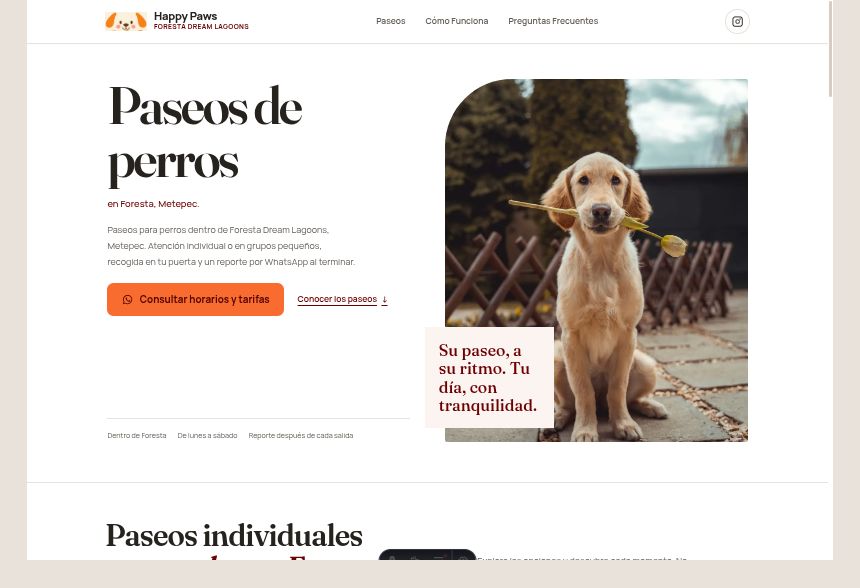 Happy Paws
FORESTA DREAM LAGOONS
Paseos
Cómo Funciona
Preguntas Frecuentes
Paseos de
perros
en Foresta, Metepec.
Paseos para perros dentro de Foresta Dream Lagoons,
Metepec. Atención individual o en grupos pequeños,
recogida en tu puerta y un reporte por WhatsApp al terminar.
Consultar horarios y tarifas
Conocer los paseos ↓
Su paseo, a
su ritmo. Tu
día, con
tranquilidad.
Dentro de Foresta
De lunes a sábado
Reporte después de cada salida
Paseos individuales